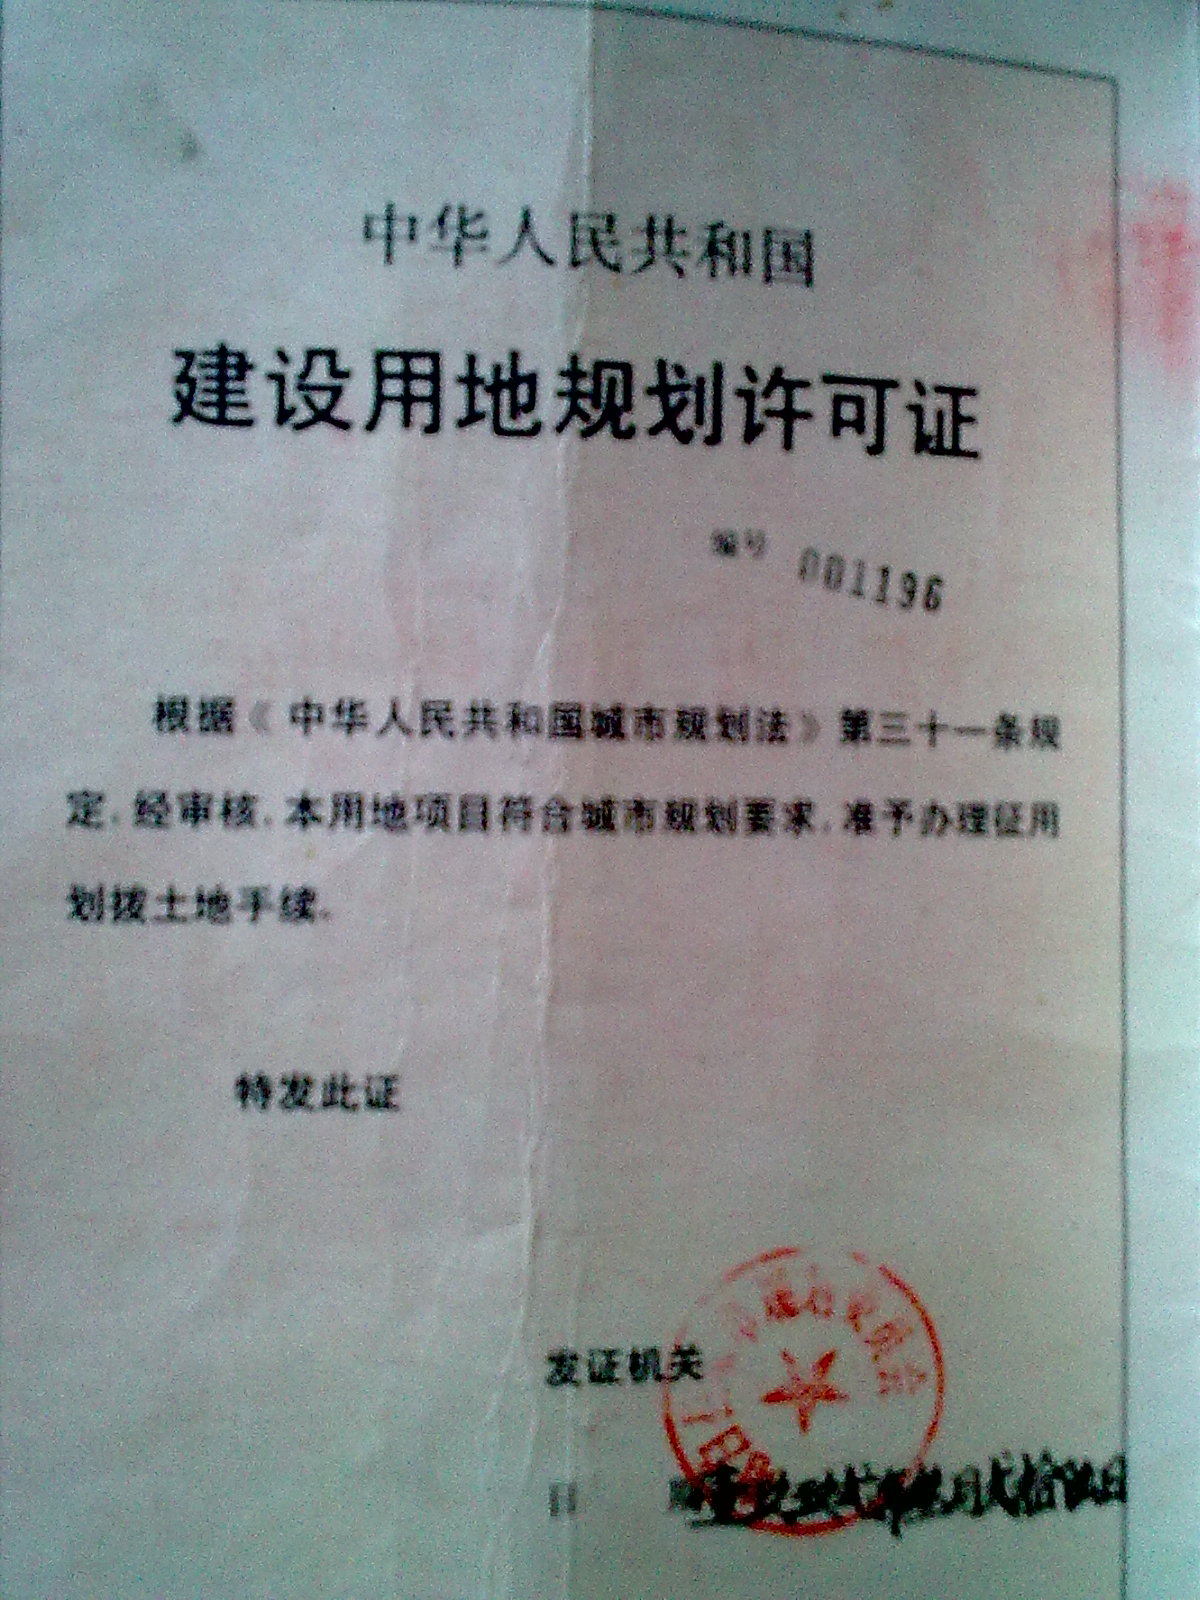 中华人民共和国
建设用地规划许可证
编号 001196
根据《中华人民共和国城市规划法》第三十一条规
定,经审核,本用地项目符合城市规划要求,准予办理征用
划拨土地手续。
特发此证
发证机关
日 期